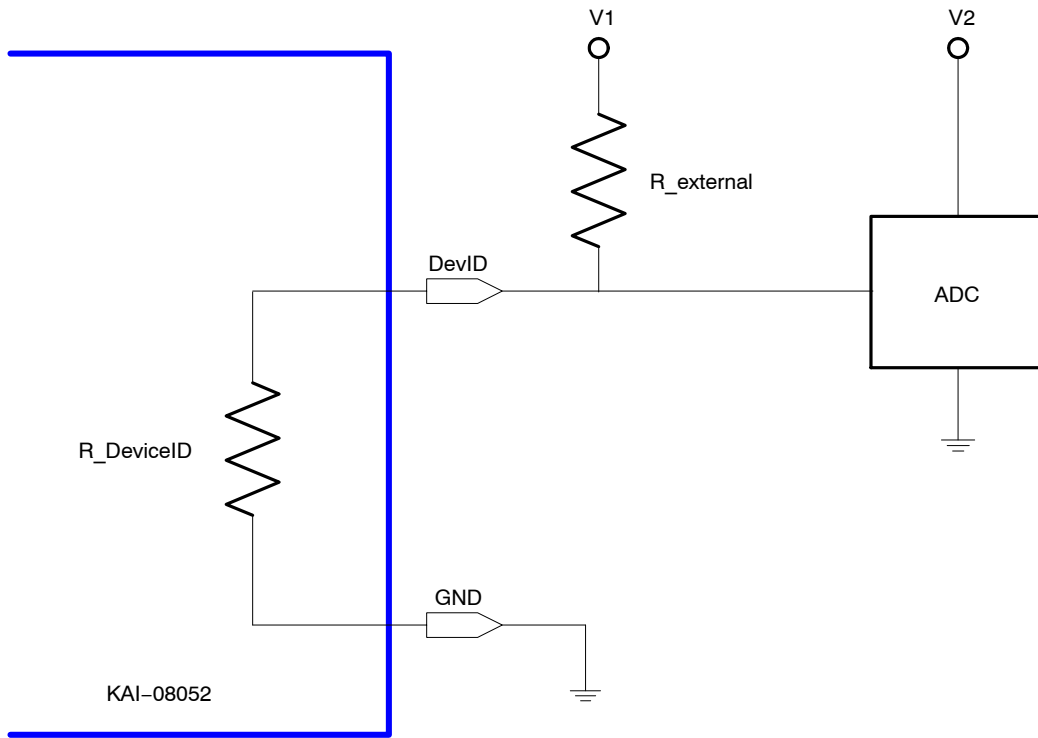 V1
V2
R_external
DevID
ADC
R_DeviceID
GND
KAI−08052